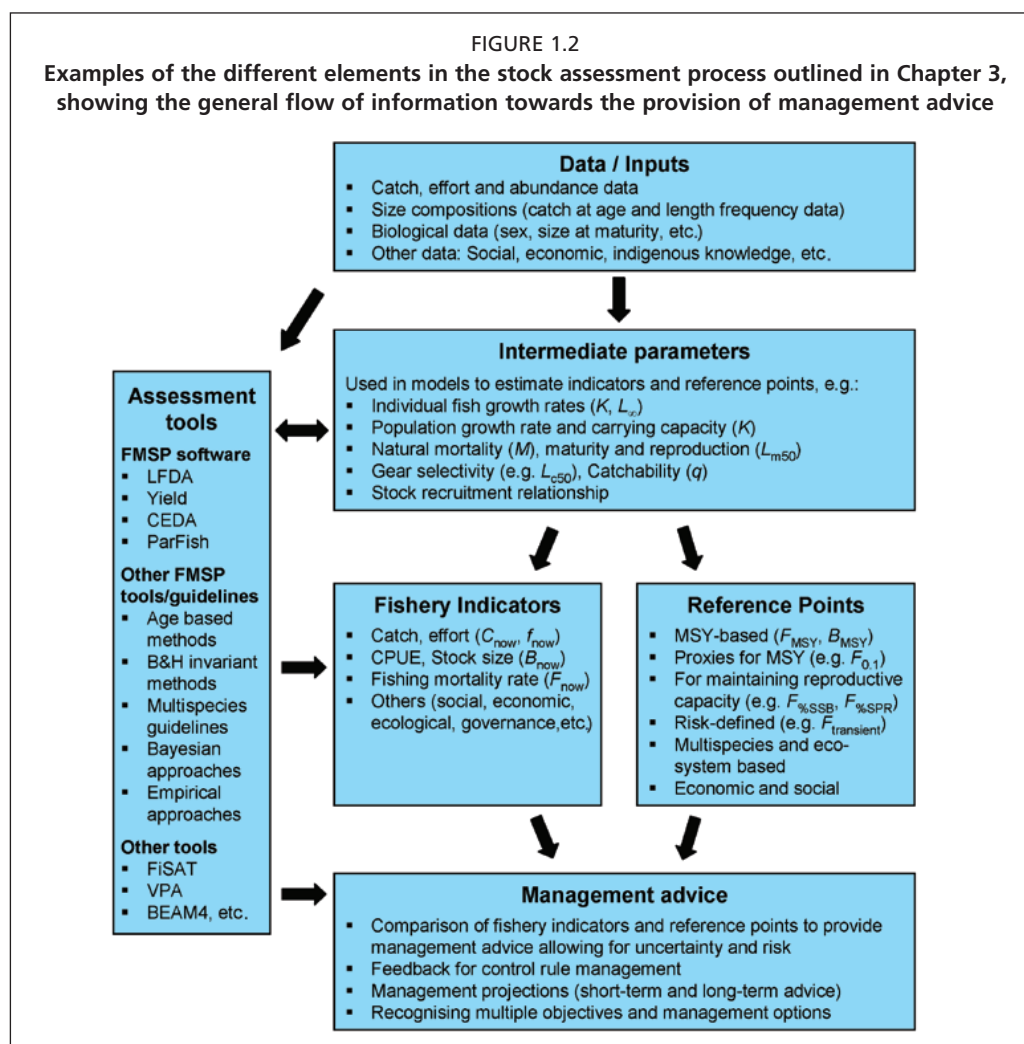 FIGURE 1.2
Examples of the different elements in the stock assessment process outlined in Chapter 3,
showing the general flow of information towards the provision of management advice
Data / Inputs
▪ Catch, effort and abundance data
▪ Size compositions (catch at age and length frequency data)
▪ Biological data (sex, size at maturity, etc.)
▪ Other data: Social, economic, indigenous knowledge, etc.
Intermediate parameters
Used in models to estimate indicators and reference points, e.g.:
▪ Individual fish growth rates (K, L∞)
▪ Population growth rate and carrying capacity (K)
▪ Natural mortality (M), maturity and reproduction (Lm50)
▪ Gear selectivity (e.g. Lc50), Catchability (q)
▪ Stock recruitment relationship
Assessment
tools
FMSP software
▪ LFDA
▪ Yield
▪ CEDA
▪ ParFish
Other FMSP
tools/guidelines
▪ Age based
methods
▪ B&H invariant
methods
▪ Multispecies
guidelines
▪ Bayesian
approaches
▪ Empirical
approaches
Other tools
▪ FiSAT
▪ VPA
▪ BEAM4, etc.
Fishery Indicators
▪ Catch, effort (Cnow, fnow)
▪ CPUE, Stock size (Bnow)
▪ Fishing mortality rate (Fnow)
▪ Others (social, economic,
ecological, governance,etc.)
Reference Points
▪ MSY-based (FMSY, BMSY)
▪ Proxies for MSY (e.g. F0.1)
▪ For maintaining reproductive
capacity (e.g. F%SSB, F%SPR)
▪ Risk-defined (e.g. Ftransient)
▪ Multispecies and eco-
system based
▪ Economic and social
Management advice
▪ Comparison of fishery indicators and reference points to provide
management advice allowing for uncertainty and risk
▪ Feedback for control rule management
▪ Management projections (short-term and long-term advice)
▪ Recognising multiple objectives and management options